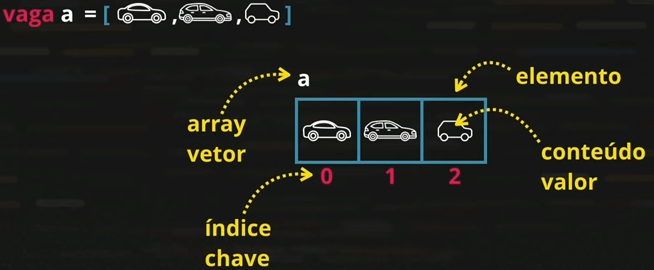 vaga a = [ , , ]
a
elemento
array
vetor
conteúdo
valor
0 1 2
índice
chave